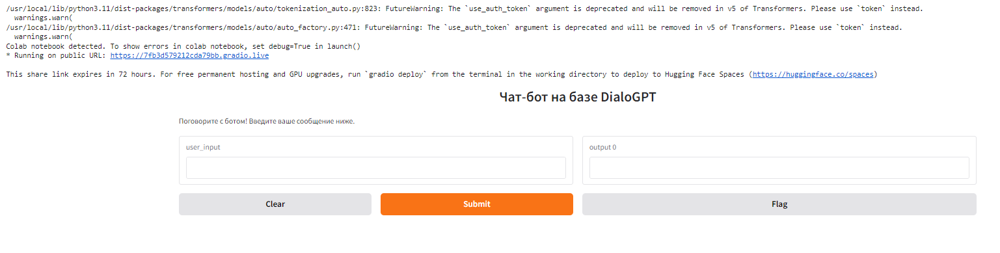 /usr/local/lib/python3.11/dist-packages/transformers/models/auto/tokenization_auto.py:823: FutureWarning: The `use_auth_token` argument is deprecated and will be removed in v5 of Transformers. Please use `token` instead.
  warnings.warn(
/usr/local/lib/python3.11/dist-packages/transformers/models/auto/auto_factory.py:471: FutureWarning: The `use_auth_token` argument is deprecated and will be removed in v5 of Transformers. Please use `token` instead.
  warnings.warn(
Colab notebook detected. To show errors in colab notebook, set debug=True in launch()
* Running on public URL: https://7fb3d579212cda79bb.gradio.live
This share link expires in 72 hours. For free permanent hosting and GPU upgrades, run `gradio deploy` from the terminal in the working directory to deploy to Hugging Face Spaces (https://huggingface.co/spaces)
Чат-бот на базе DialoGPT
Поговорите с ботом! Введите ваше сообщение ниже.
user_input
output 0
Clear
Submit
Flag